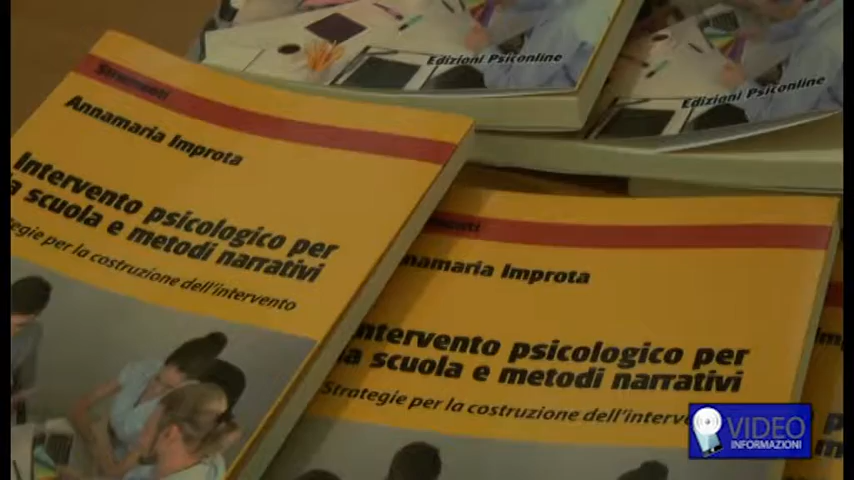 Edizioni Psiconline
Edizioni Psiconline
Strumenti
Annamaria Improta
Intervento psicologico per
la scuola e metodi narrativi
Strategie per la costruzione dell'intervento
Annamaria Improta
Intervento psicologico per
la scuola e metodi narrativi
Strategie per la costruzione dell'interve
VIDEO
INFORMAZIONI